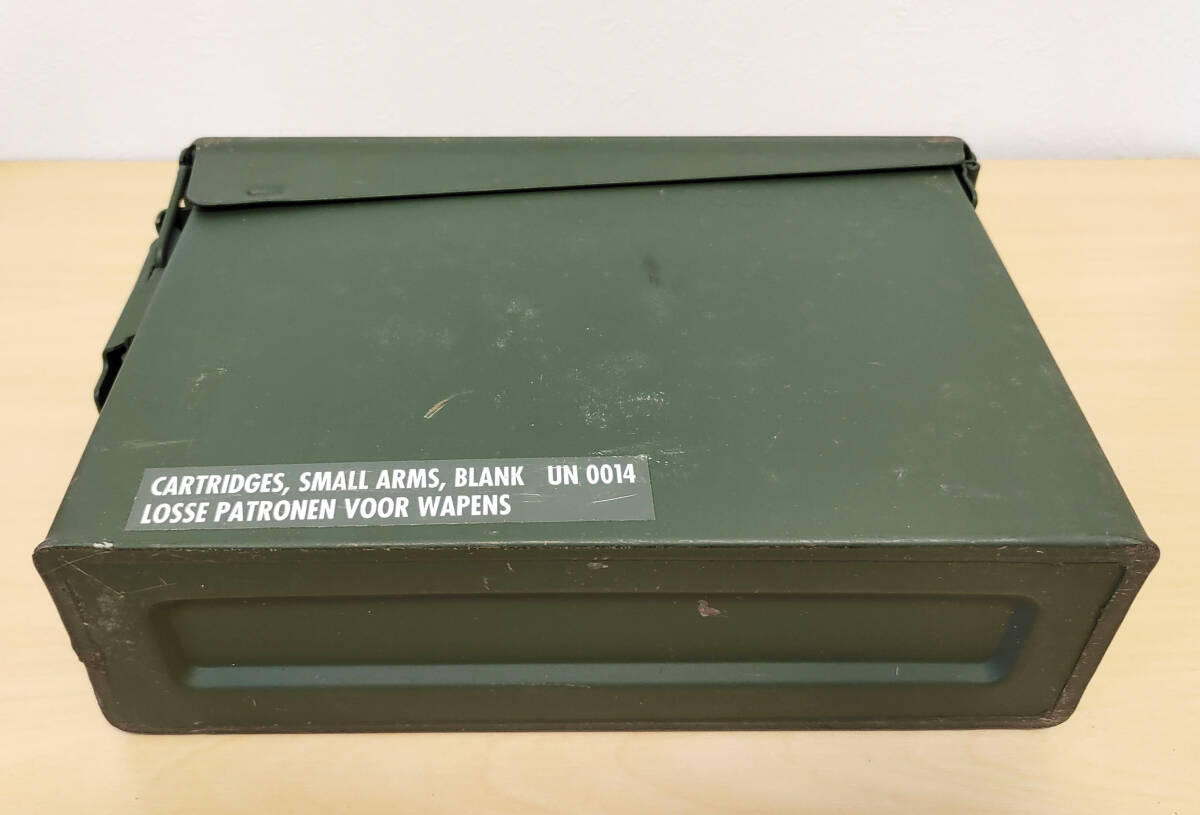 CARTRIDGES, SMALL ARMS, BLANK UN 0014
LOSSE PATRONEN VOOR WAPENS